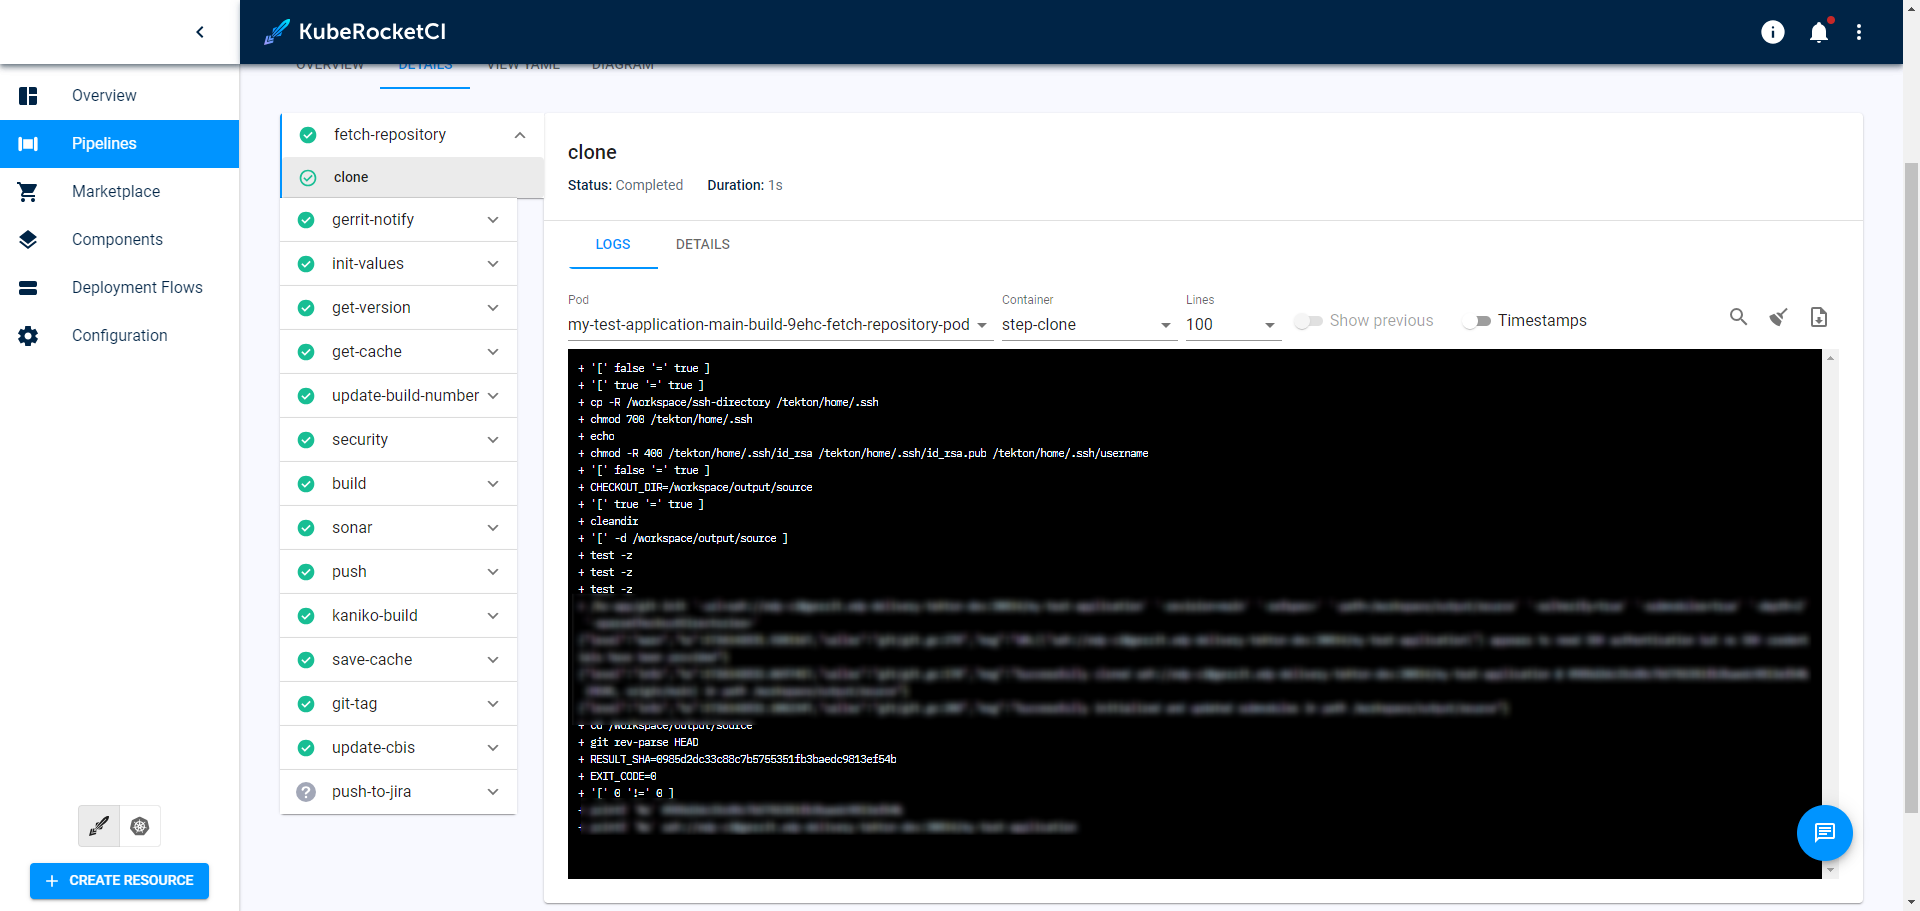 KubeRocketCI
OVERVIEW
DETAILS
VIEW YAML
DIAGRAM
Overview
Pipelines
Marketplace
Components
Deployment Flows
Configuration
CREATE RESOURCE
fetch-repository
clone
gerrit-notify
init-values
get-version
get-cache
update-build-number
security
build
sonar
push
kaniko-build
save-cache
git-tag
update-cbis
push-to-jira
clone
Status: Completed Duration: 1s
LOGS DETAILS
Pod
my-test-application-main-build-9ehc-fetch-repository-pod
Container
step-clone
Lines
100
Show previous
Timestamps
+ '[' false '=' true ]
+ '[' true '=' true ]
+ cp -R /workspace/ssh-directory /tekton/home/.ssh
+ chmod 700 /tekton/home/.ssh
+ echo
+ chmod -R 400 /tekton/home/.ssh/id_rsa /tekton/home/.ssh/id_rsa.pub /tekton/home/.ssh/username
+ '[' false '=' true ]
+ CHECKOUT_DIR=/workspace/output/source
+ '[' true '=' true ]
+ cleandir
+ '[' -d /workspace/output/source ]
+ test -z
+ test -z
+ test -z
+ cd /workspace/output/source
+ git rev-parse HEAD
+ RESULT_SHA=0985d2dc33c88c7b5755351fb3baedc9813ef54b
+ EXIT_CODE=0
+ '[' 0 '!=' 0 ]